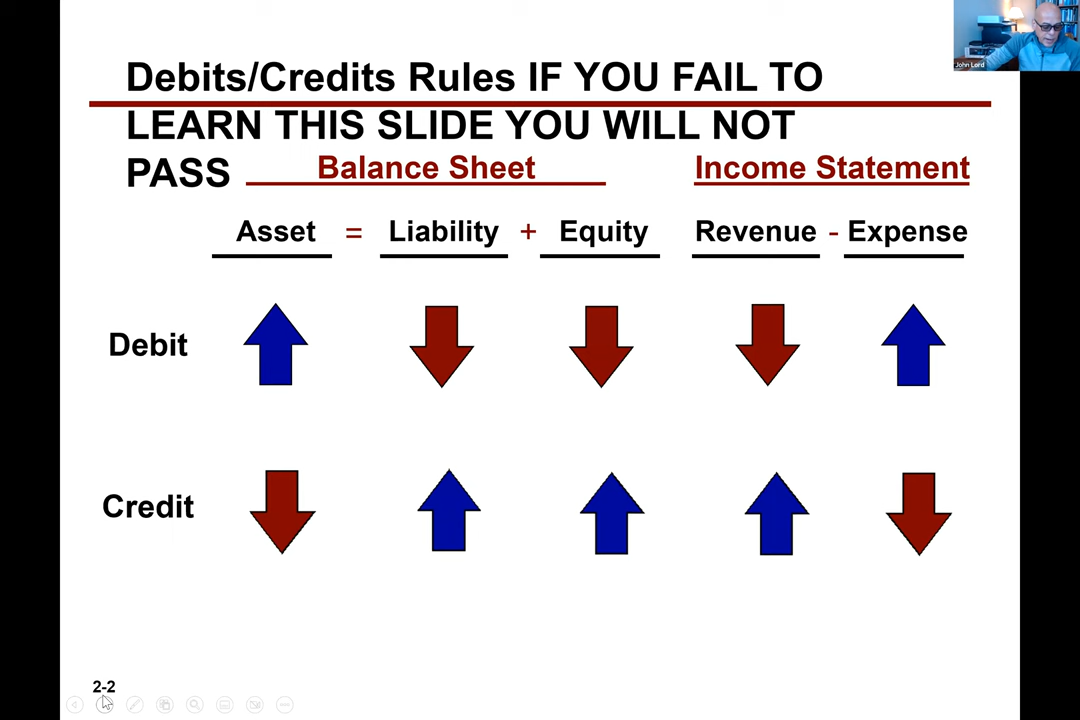 John Lord
Debits/Credits Rules IF YOU FAIL TO
LEARN THIS SLIDE YOU WILL NOT
PASS
Balance Sheet Income Statement
Asset = Liability + Equity Revenue - Expense
Debit
Credit
2-2